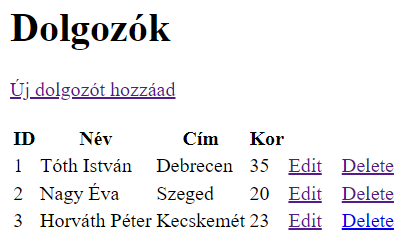 Dolgozók
Új dolgozót hozzáad
ID Név Cím Kor
1 Tóth István Debrecen 35 Edit Delete
2 Nagy Éva Szeged 20 Edit Delete
3 Horváth Péter Kecskemét 23 Edit Delete